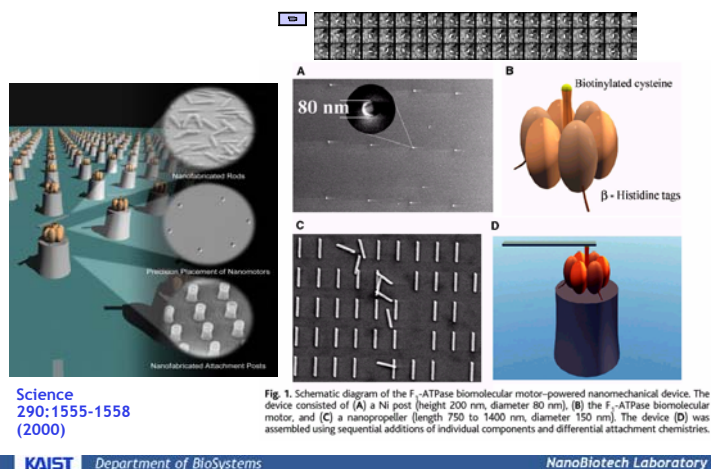 A
80 nm
B
Biotinylated cysteine
β - Histidine tags
Nanofabricated Rods
Precision Placement of Nanomotors
Nanofabricated Attachment Posts
C
D
Science
290:1555-1558
(2000)
Fig. 1. Schematic diagram of the F₁-ATPase biomolecular motor–powered nanomechanical device. The
device consisted of (A) a Ni post (height 200 nm, diameter 80 nm), (B) the F₁-ATPase biomolecular
motor, and (C) a nanopropeller (length 750 to 1400 nm, diameter 150 nm). The device (D) was
assembled using sequential additions of individual components and differential attachment chemistries.
KAIST Department of BioSystems NanoBiotech Laboratory